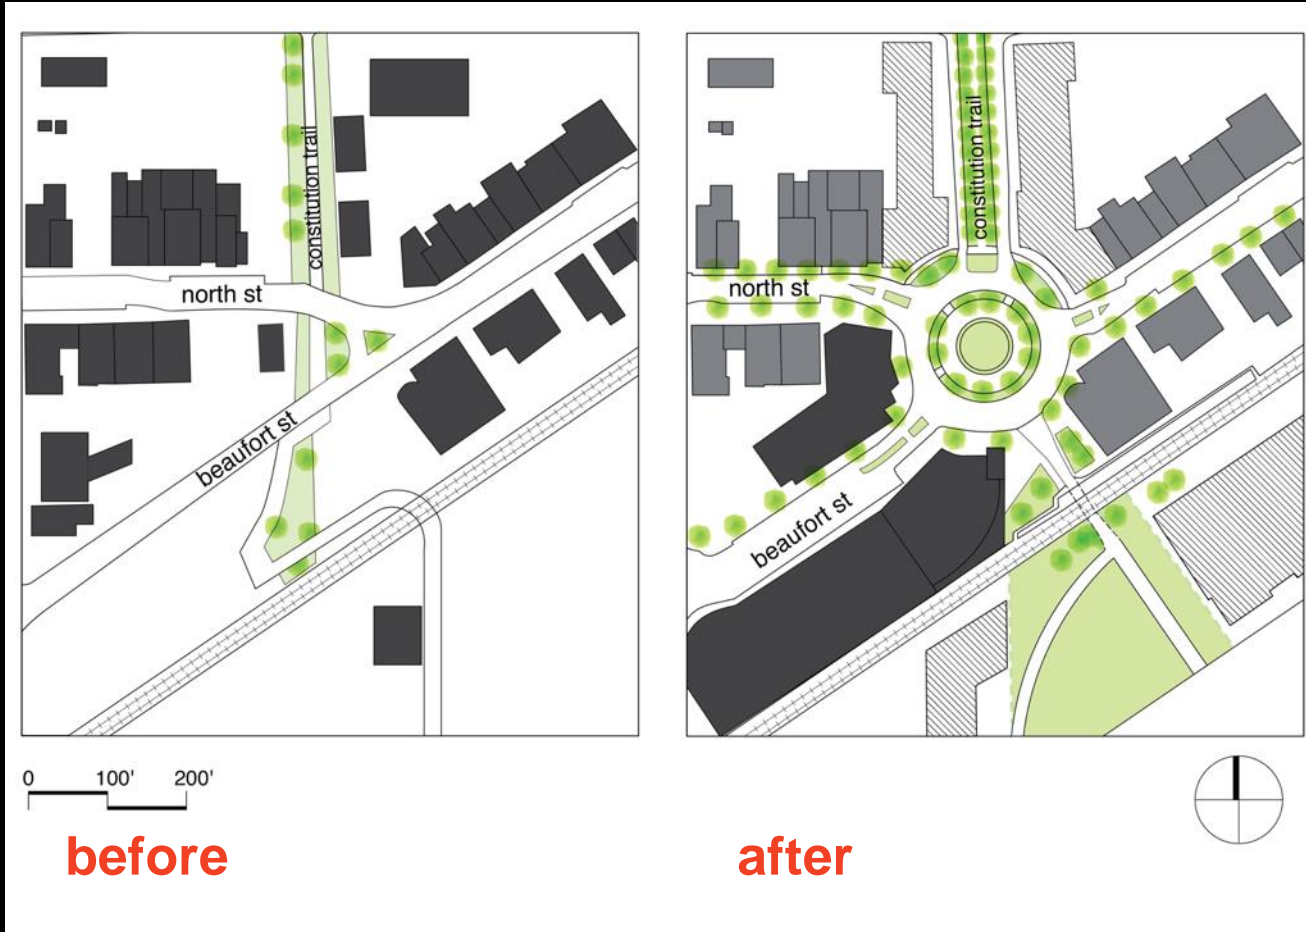 constitution trail
north st
beaufort st
constitution trail
north st
beaufort st
0 100' 200'
before
after